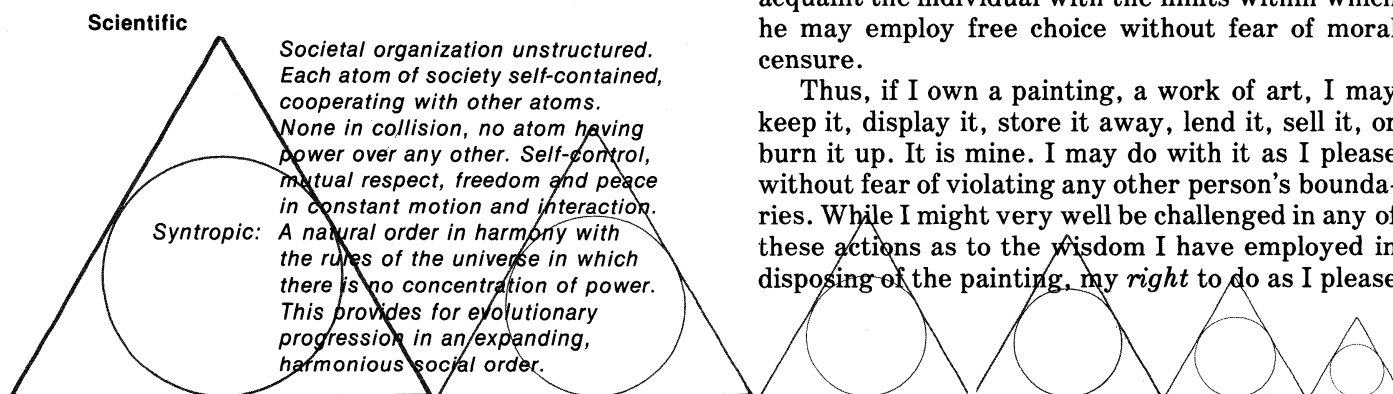 Scientific
Societal organization unstructured.
Each atom of society self-contained,
cooperating with other atoms.
None in collision, no atom having
power over any other. Self-control,
mutual respect, freedom and peace
in constant motion and interaction.
Syntropic: A natural order in harmony with
the rules of the universe in which
there is no concentration of power.
This provides for evolutionary
progression in an expanding,
harmonious social order.
acquaint the individual with the limits within which
he may employ free choice without fear of moral
censure.
Thus, if I own a painting, a work of art, I may
keep it, display it, store it away, lend it, sell it, or
burn it up. It is mine. I may do with it as I please
without fear of violating any other person's bounda-
ries. While I might very well be challenged in any of
these actions as to the wisdom I have employed in
disposing of the painting, my right to do as I please